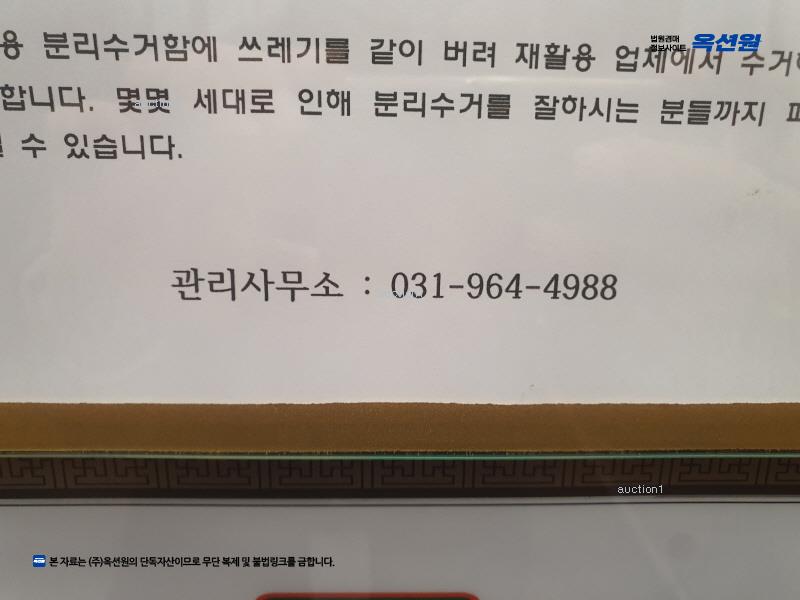 법원경매
정보사이트 옥션원
용 분리수거함에 쓰레기를 같이 버려 재활용 업체에서 수거
합니다. 몇몇 세대로 인해 분리수거를 잘하시는 분들까지
수 있습니다.
관리사무소 : 031-964-4988
auction1
본 자료는 (주)옥션원의 단독자산이므로 무단 복제 및 불법링크를 금합니다.